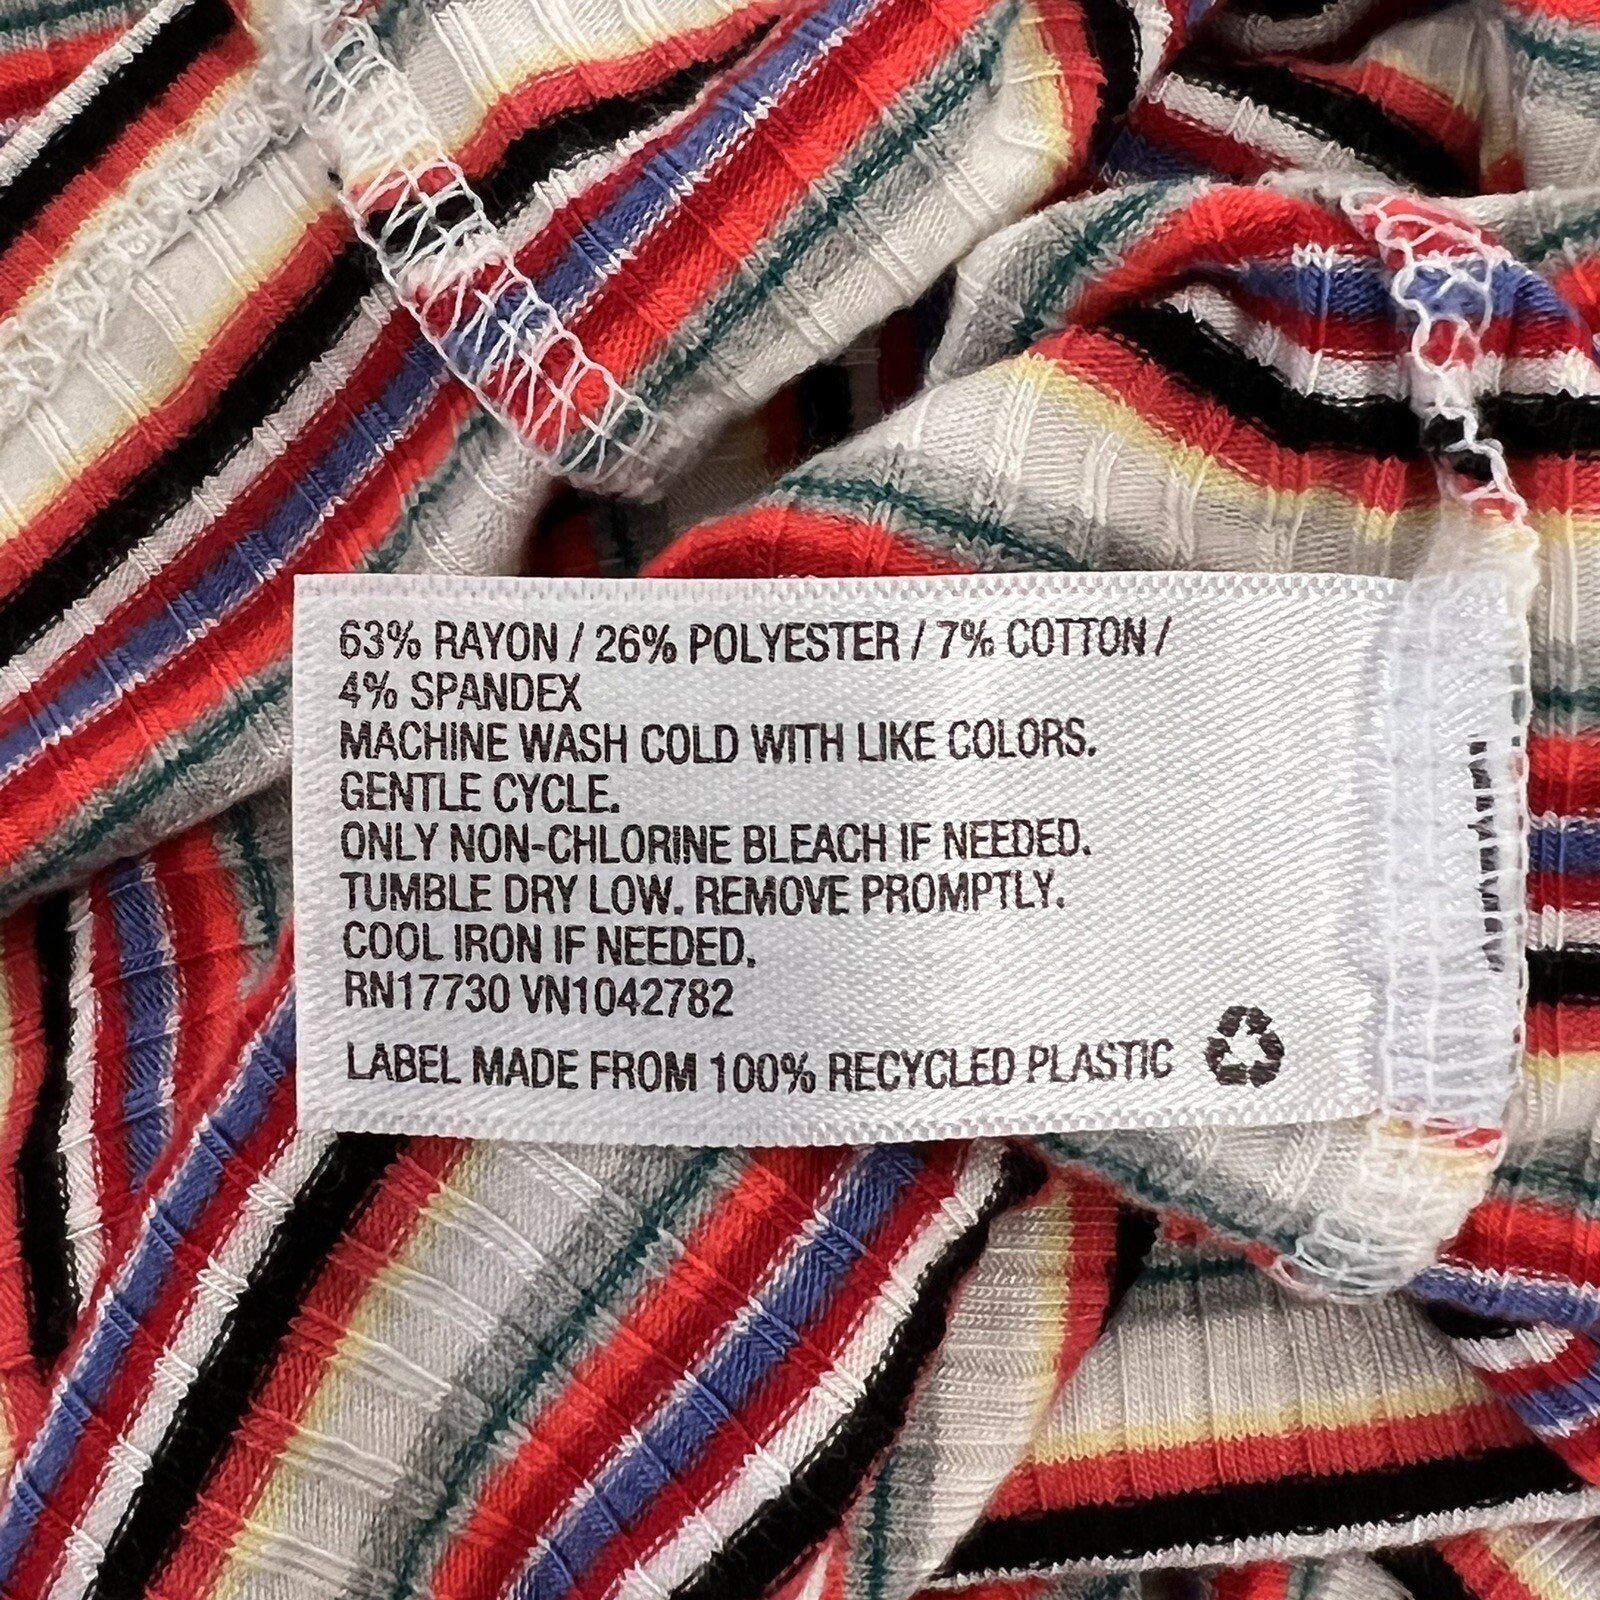 63% RAYON / 26% POLYESTER / 7% COTTON /
4% SPANDEX
MACHINE WASH COLD WITH LIKE COLORS.
GENTLE CYCLE.
ONLY NON-CHLORINE BLEACH IF NEEDED.
TUMBLE DRY LOW. REMOVE PROMPTLY.
COOL IRON IF NEEDED.
RN17730 VN1042782
LABEL MADE FROM 100% RECYCLED PLASTIC